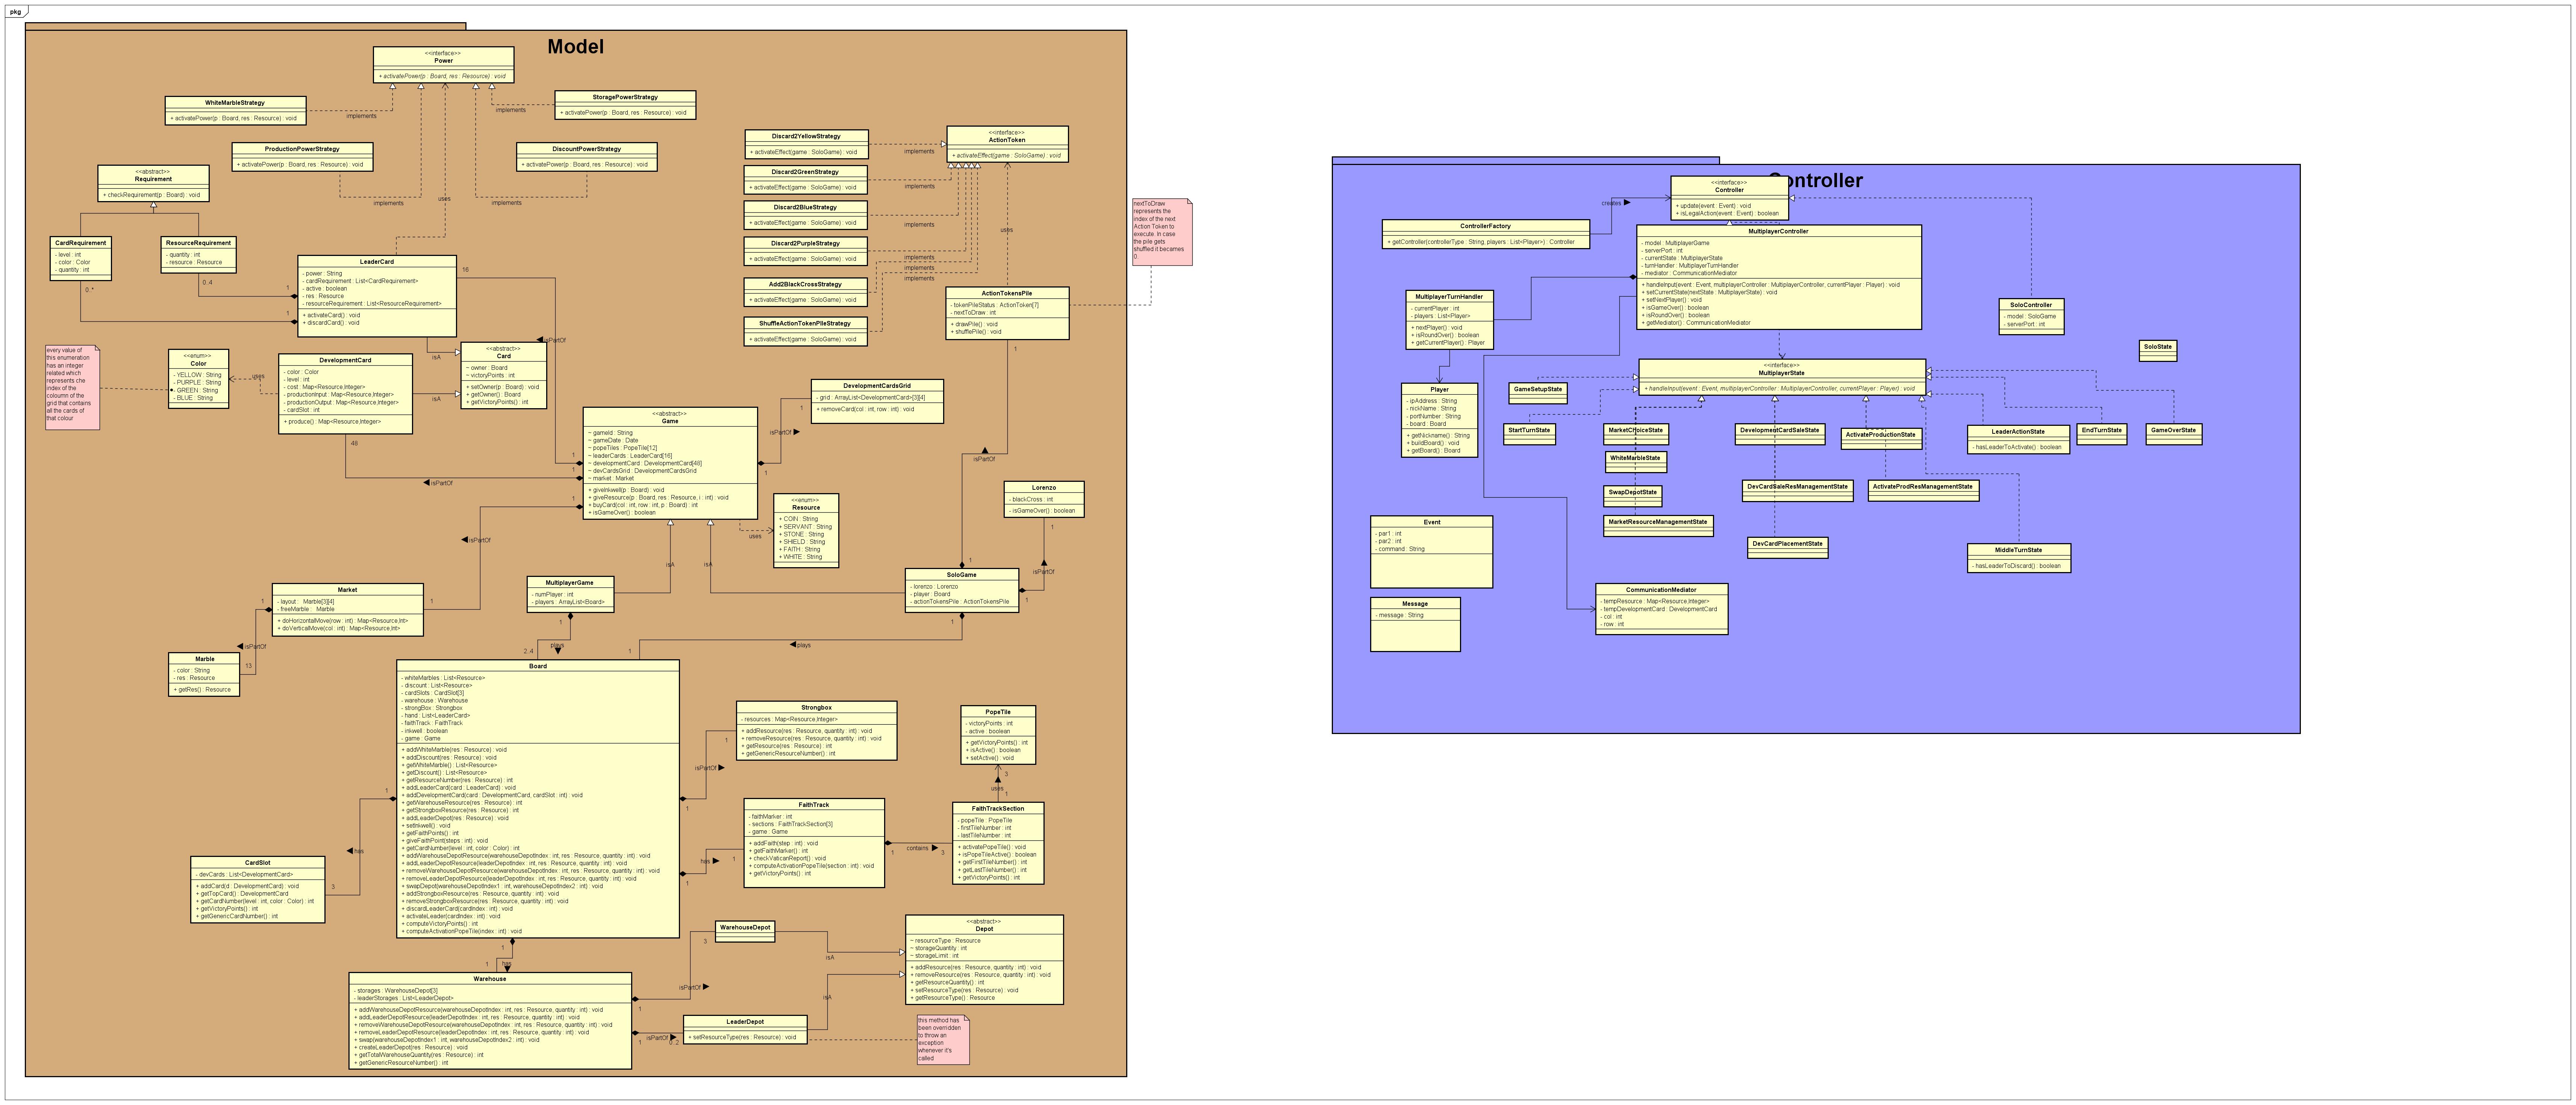 pkg
Model
<<interface>>
Power
+ activatePower(p : Board, res : Resource) : void
WhiteMarbleStrategy
+ activatePower(p : Board, res : Resource) : void
implements
StoragePowerStrategy
+ activatePower(p : Board, res : Resource) : void
implements
ProductionPowerStrategy
+ activatePower(p : Board, res : Resource) : void
implements
DiscountPowerStrategy
+ activatePower(p : Board, res : Resource) : void
implements
uses
<<abstract>>
Requirement
+ checkRequirement(p : Board) : void
CardRequirement
- level : int
- color : Color
- quantity : int
0..*
ResourceRequirement
- quantity : int
- resource : Resource
0..4
1
1
LeaderCard
- power : String
- cardRequirement : List<CardRequirement>
- active : boolean
- res : Resource
- resourceRequirement : List<ResourceRequirement>
+ activateCard() : void
+ discardCard() : void
16
isA
isPartOf
every value of
this enumeration
has an integer
related which
represents che
index of the
coloumn of the
grid that contains
all the cards of
that colour
<<enum>>
Color
- YELLOW : String
- PURPLE : String
- GREEN : String
- BLUE : String
uses
DevelopmentCard
- color : Color
- level : int
- cost : Map<Resource,Integer>
- productionInput : Map<Resource,Integer>
- productionOutput : Map<Resource,Integer>
- cardSlot : int
+ produce() : Map<Resource,Integer>
48
isA
isPartOf
<<abstract>>
Card
~ owner : Board
~ victoryPoints : int
+ setOwner(p : Board) : void
+ getOwner() : Board
+ getVictoryPoints() : int
Discard2YellowStrategy
+ activateEffect(game : SoloGame) : void
implements
Discard2GreenStrategy
+ activateEffect(game : SoloGame) : void
implements
Discard2BlueStrategy
+ activateEffect(game : SoloGame) : void
implements
Discard2PurpleStrategy
+ activateEffect(game : SoloGame) : void
implements
implements
implements
Add2BlackCrossStrategy
+ activateEffect(game : SoloGame) : void
ShuffleActionTokenPileStrategy
+ activateEffect(game : SoloGame) : void
<<interface>>
ActionToken
+ activateEffect(game : SoloGame) : void
uses
ActionTokensPile
- tokenPileStatus : ActionToken[7]
- nextToDraw : int
+ drawPile() : void
+ shufflePile() : void
1
isPartOf
nextToDraw
represents the
index of the next
Action Token to
execute. In case
the pile gets
shuffled it becames
0.
DevelopmentCardsGrid
- grid : ArrayList<DevelopmentCard>[3][4]
+ removeCard(col : int, row : int) : void
1
isPartOf
1
<<abstract>>
Game
~ gameId : String
~ gameDate : Date
~ popeTiles : PopeTile[12]
~ leaderCards : LeaderCard[16]
~ developmentCard : DevelopmentCard[48]
~ devCardsGrid : DevelopmentCardsGrid
~ market : Market
+ giveInkwell(p : Board) : void
+ giveResource(p : Board, res : Resource, i : int) : void
+ buyCard(col : int, row : int, p : Board) : int
+ isGameOver() : boolean
1
1
1
isPartOf
<<enum>>
Resource
+ COIN : String
+ SERVANT : String
+ STONE : String
+ SHIELD : String
+ FAITH : String
+ WHITE : String
uses
isA
isA
Lorenzo
- blackCross : int
- isGameOver() : boolean
1
isPartOf
1
1
SoloGame
- lorenzo : Lorenzo
- player : Board
- actionTokensPile : ActionTokensPile
1
plays
1
MultiplayerGame
- numPlayer : int
- players : ArrayList<Board>
1
plays
2..4
Market
- layout : Marble[3][4]
- freeMarble : Marble
+ doHorizontalMove(row : int) : Map<Resource,Int>
+ doVerticalMove(col : int) : Map<Resource,Int>
1
1
isPartOf
13
Marble
- color : String
- res : Resource
+ getRes() : Resource
Board
- whiteMarbles : List<Resource>
- discount : List<Resource>
- cardSlots : CardSlot[3]
- warehouse : Warehouse
- strongBox : Strongbox
- hand : List<LeaderCard>
- faithTrack : FaithTrack
- inkwell : boolean
- game : Game
+ addWhiteMarble(res : Resource) : void
+ addDiscount(res : Resource) : void
+ getWhiteMarble() : List<Resource>
+ getDiscount() : List<Resource>
+ getResourceNumber(res : Resource) : int
+ addLeaderCard(card : LeaderCard) : void
+ addDevelopmentCard(card : DevelopmentCard, cardSlot : int) : void
+ getWarehouseResource(res : Resource) : int
+ getStrongboxResource(res : Resource) : int
+ addLeaderDepot(res : Resource) : void
+ setInkwell() : void
+ getFaithPoints() : int
+ giveFaithPoint(steps : int) : void
+ getCardNumber(level : int, color : Color) : int
+ addWarehouseDepotResource(warehouseDepotIndex : int, res : Resource, quantity : int) : void
+ addLeaderDepotResource(leaderDepotIndex : int, res : Resource, quantity : int) : void
+ removeWarehouseDepotResource(warehouseDepotIndex : int, res : Resource, quantity : int) : void
+ removeLeaderDepotResource(leaderDepotIndex : int, res : Resource, quantity : int) : void
+ swapDepot(warehouseDepotIndex1 : int, warehouseDepotIndex2 : int) : void
+ addStrongboxResource(res : Resource, quantity : int) : void
+ removeStrongboxResource(res : Resource, quantity : int) : void
+ discardLeaderCard(cardIndex : int) : void
+ activateLeader(cardIndex : int) : void
+ computeVictoryPoints() : int
+ computeActivationPopeTile(index : int) : void
1
has
3
CardSlot
- devCards : List<DevelopmentCard>
+ addCard(d : DevelopmentCard) : void
+ getTopCard() : DevelopmentCard
+ getCardNumber(level : int, color : Color) : int
+ getVictoryPoints() : int
+ getGenericCardNumber() : int
Strongbox
- resources : Map<Resource,Integer>
+ addResource(res : Resource, quantity : int) : void
+ removeResource(res : Resource, quantity : int) : void
+ getResource(res : Resource) : int
+ getGenericResourceNumber() : int
1
isPartOf
1
FaithTrack
- faithMarker : int
- sections : FaithTrackSection[3]
- game : Game
+ addFaith(step : int) : void
+ getFaithMarker() : int
+ checkVaticanReport() : void
+ computeActivationPopeTile(section : int) : void
+ getVictoryPoints() : int
1
has
1
1
contains
3
PopeTile
- victoryPoints : int
- active : boolean
+ getVictoryPoints() : int
+ isActive() : boolean
+ setActive() : void
3
uses
1
FaithTrackSection
- popeTile : PopeTile
- firstTileNumber : int
- lastTileNumber : int
+ activatePopeTile() : void
+ isPopeTileActive() : boolean
+ getFirstTileNumber() : int
+ getLastTileNumber() : int
+ getVictoryPoints() : int
1
has
1
Warehouse
- storages : WarehouseDepot[3]
- leaderStorages : List<LeaderDepot>
+ addWarehouseDepotResource(warehouseDepotIndex : int, res : Resource, quantity : int) : void
+ addLeaderDepotResource(leaderDepotIndex : int, res : Resource, quantity : int) : void
+ removeWarehouseDepotResource(warehouseDepotIndex : int, res : Resource, quantity : int) : void
+ removeLeaderDepotResource(leaderDepotIndex : int, res : Resource, quantity : int) : void
+ swap(warehouseDepotIndex1 : int, warehouseDepotIndex2 : int) : void
+ createLeaderDepot(res : Resource) : void
+ getTotalWarehouseQuantity(res : Resource) : int
+ getGenericResourceNumber() : int
WarehouseDepot
3
isPartOf
1
isA
LeaderDepot
+ setResourceType(res : Resource) : void
1
isPartOf
0..2
isA
<<abstract>>
Depot
~ resourceType : Resource
~ storageQuantity : int
~ storageLimit : int
+ addResource(res : Resource, quantity : int) : void
+ removeResource(res : Resource, quantity : int) : void
+ getResourceQuantity() : int
+ setResourceType(res : Resource) : void
+ getResourceType() : Resource
this method has
been overridden
to throw an
exception
whenever it's
called
Controller
<<interface>>
Controller
+ update(event : Event) : void
+ isLegalAction(event : Event) : boolean
creates
ControllerFactory
+ getController(controllerType : String, players : List<Player>) : Controller
MultiplayerController
- model : MultiplayerGame
- serverPort : int
- currentState : MultiplayerState
- turnHandler : MultiplayerTurnHandler
- mediator : CommunicationMediator
+ handleInput(event : Event, multiplayerController : MultiplayerController, currentPlayer : Player) : void
+ setCurrentState(nextState : MultiplayerState) : void
+ setNextPlayer() : void
+ isGameOver() : boolean
+ isRoundOver() : boolean
+ getMediator() : CommunicationMediator
MultiplayerTurnHandler
- currentPlayer : int
- players : List<Player>
+ nextPlayer() : void
+ isRoundOver() : boolean
+ getCurrentPlayer() : Player
SoloController
- model : SoloGame
- serverPort : int
SoloState
<<interface>>
MultiplayerState
+ handleInput(event : Event, multiplayerController : MultiplayerController, currentPlayer : Player) : void
Player
- ipAddress : String
- nickName : String
- portNumber : String
- board : Board
+ getNickname() : String
+ buildBoard() : void
+ getBoard() : Board
GameSetupState
StartTurnState
MarketChoiceState
WhiteMarbleState
SwapDepotState
MarketResourceManagementState
DevelopmentCardSaleState
DevCardSaleResManagementState
DevCardPlacementState
ActivateProductionState
ActivateProdResManagementState
LeaderActionState
- hasLeaderToActivate() : boolean
EndTurnState
GameOverState
MiddleTurnState
- hasLeaderToDiscard() : boolean
Event
- par1 : int
- par2 : int
- command : String
Message
- message : String
CommunicationMediator
- tempResource : Map<Resource,Integer>
- tempDevelopmentCard : DevelopmentCard
- col : int
- row : int